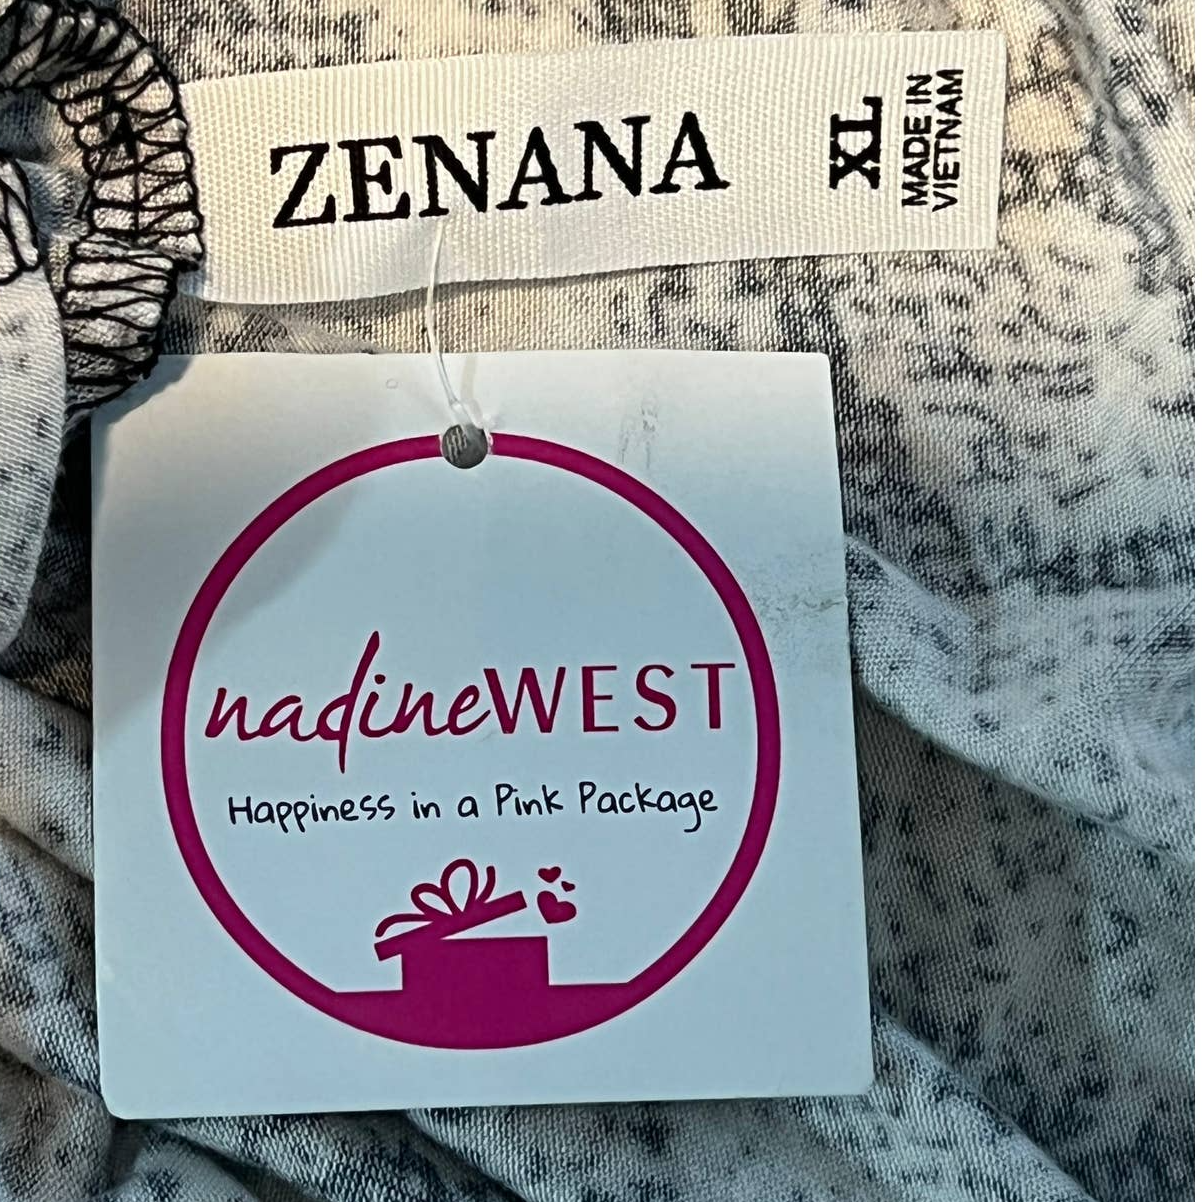 ZENANA
XL
MADE IN
VIETNAM
nadineWEST
Happiness in a Pink Package